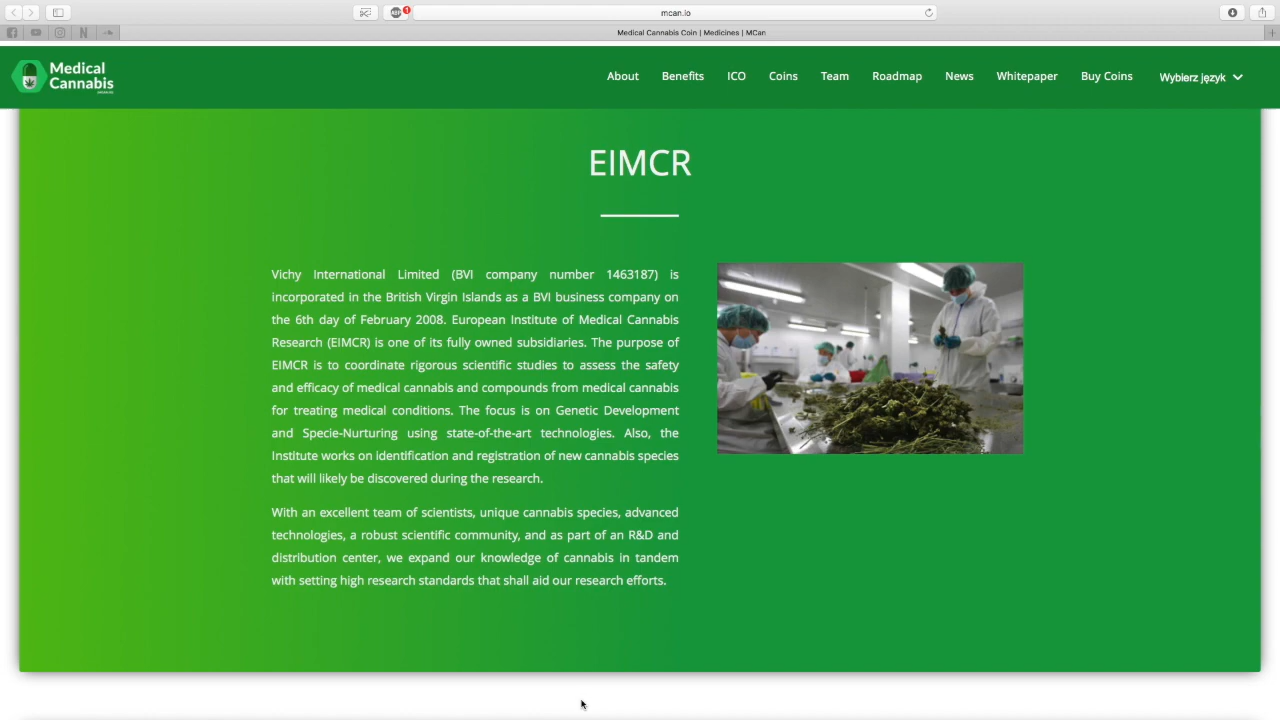 mcan.io
1
Medical Cannabis Coin | Medicines | MCan
Medical
Cannabis
About Benefits ICO Coins Team Roadmap News Whitepaper Buy Coins Wybierz język
EIMCR
Vichy International Limited (BVI company number 1463187) is
incorporated in the British Virgin Islands as a BVI business company on
the 6th day of February 2008. European Institute of Medical Cannabis
Research (EIMCR) is one of its fully owned subsidiaries. The purpose of
EIMCR is to coordinate rigorous scientific studies to assess the safety
and efficacy of medical cannabis and compounds from medical cannabis
for treating medical conditions. The focus is on Genetic Development
and Specie-Nurturing using state-of-the-art technologies. Also, the
Institute works on identification and registration of new cannabis species
that will likely be discovered during the research.
With an excellent team of scientists, unique cannabis species, advanced
technologies, a robust scientific community, and as part of an R&D and
distribution center, we expand our knowledge of cannabis in tandem
with setting high research standards that shall aid our research efforts.